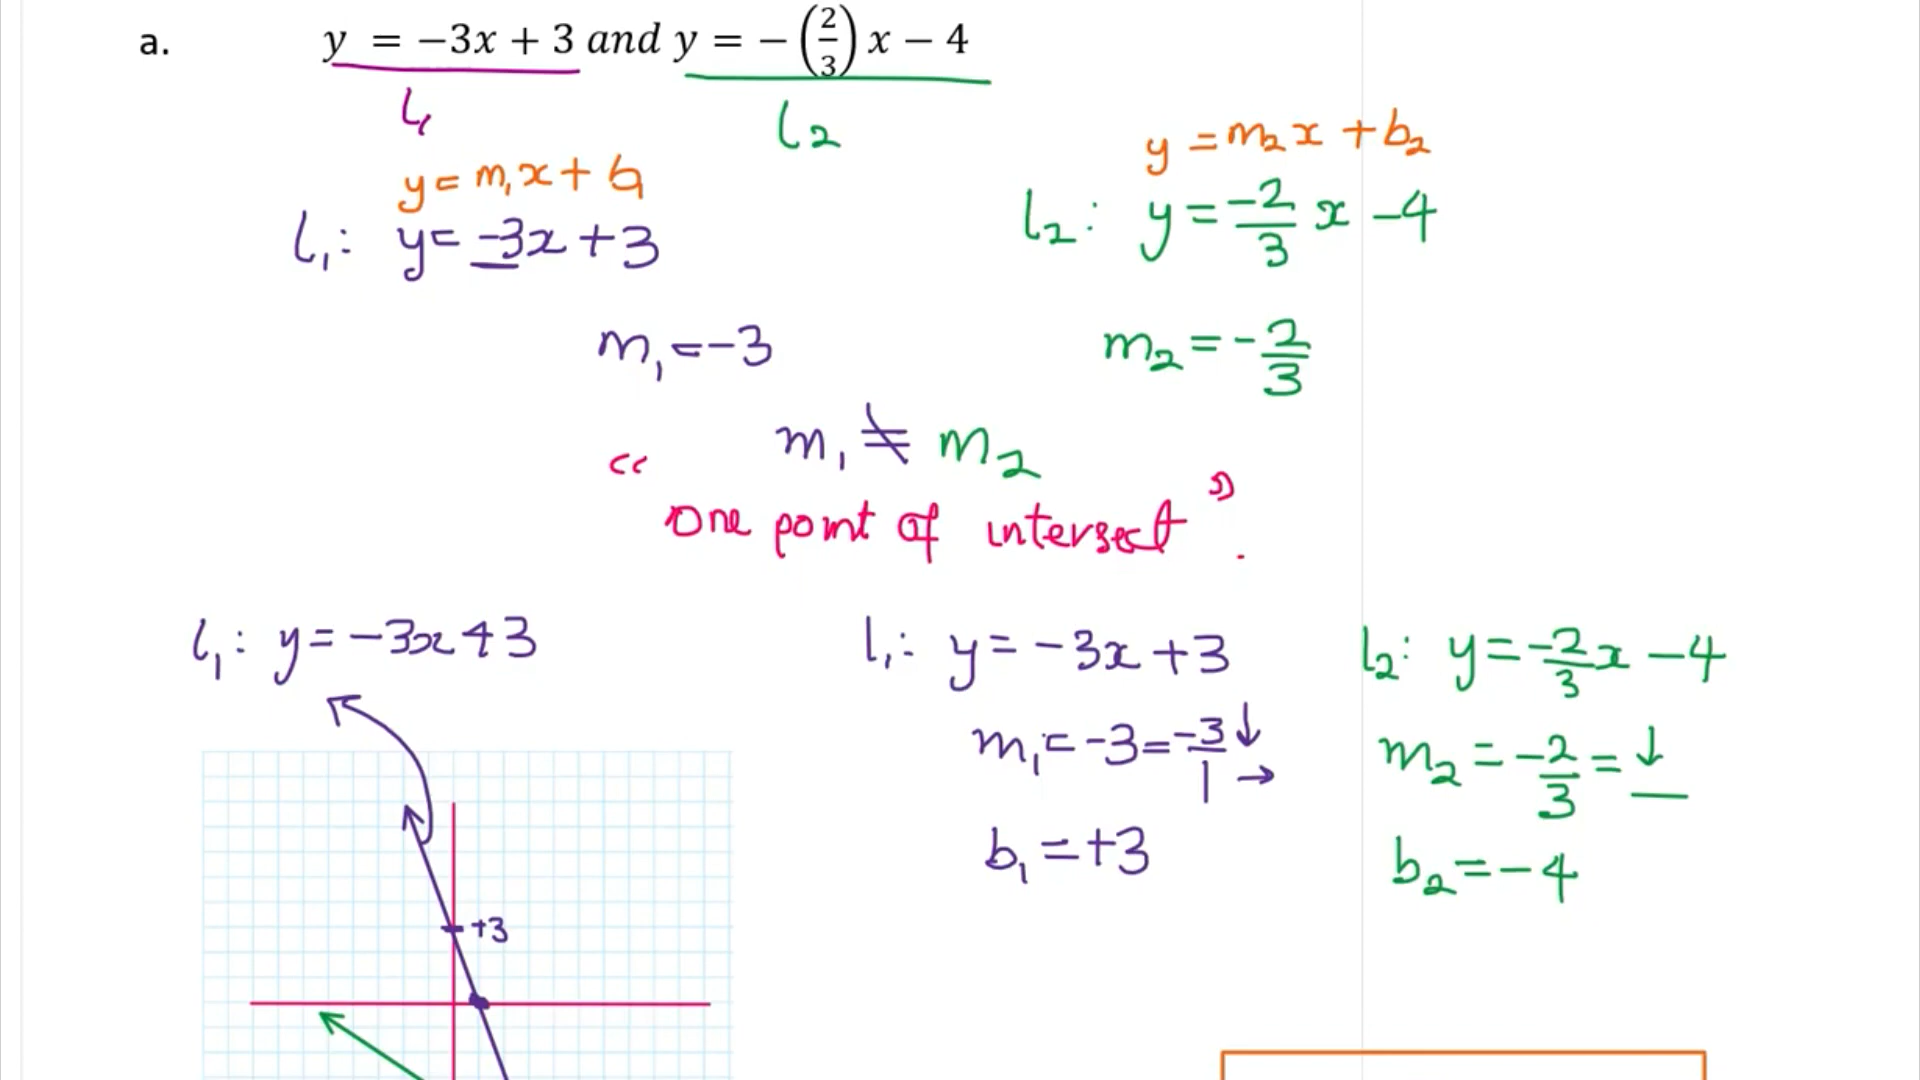 a. y = −3x + 3 and y = −(2/3)x − 4
l₁
l₂
y = m₁x + b₁
l₁: y = -3x + 3
y = m₂x + b₂
l₂: y = -2/3 x - 4
m₁ = -3
m₂ = -2/3
m₁ ≠ m₂
“ One point of intersect ” .
l₁: y = -3x + 3
l₁: y = -3x + 3
m₁ = -3 = -3/1 ↓ →
b₁ = +3
l₂: y = -2/3 x - 4
m₂ = -2/3 = ↓
b₂ = -4
+3